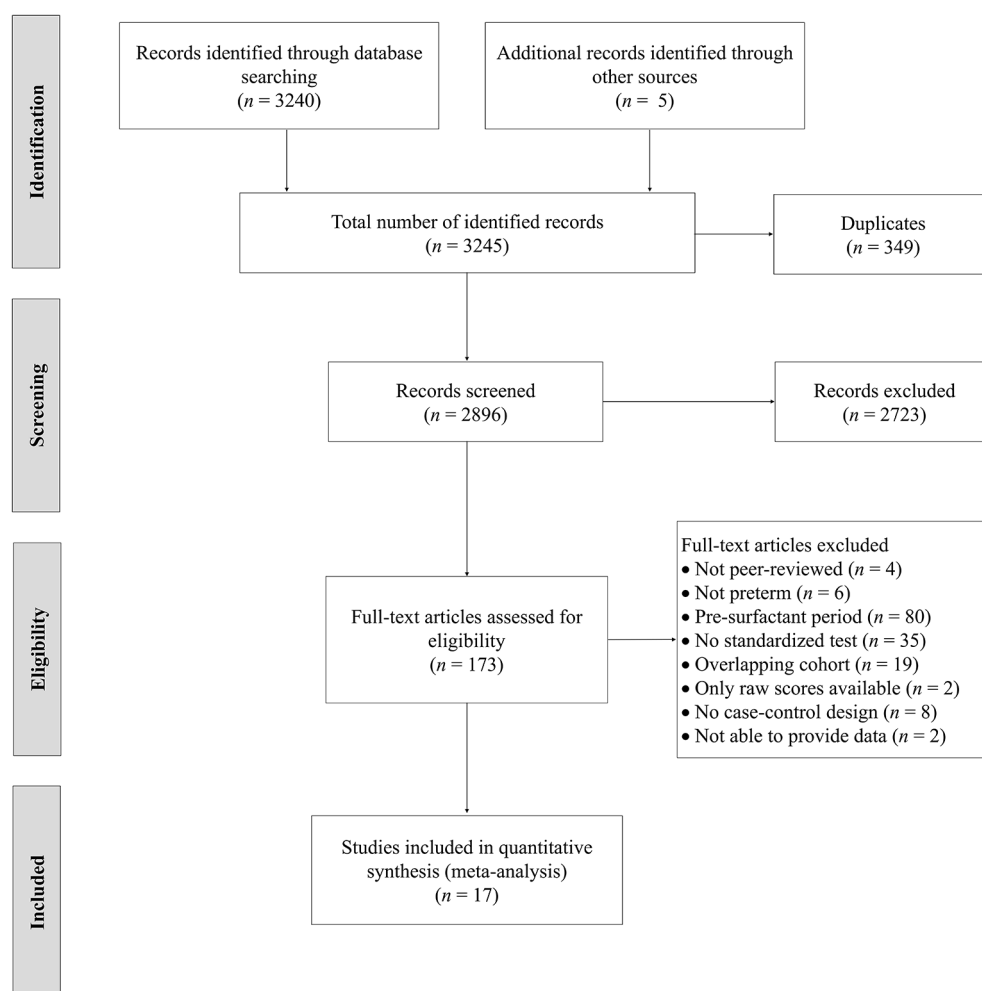 Identification
Records identified through database
searching
(n = 3240)
Additional records identified through
other sources
(n = 5)
Total number of identified records
(n = 3245)
Duplicates
(n = 349)
Screening
Records screened
(n = 2896)
Records excluded
(n = 2723)
Eligibility
Full-text articles assessed for
eligibility
(n = 173)
Full-text articles excluded
• Not peer-reviewed (n = 4)
• Not preterm (n = 6)
• Pre-surfactant period (n = 80)
• No standardized test (n = 35)
• Overlapping cohort (n = 19)
• Only raw scores available (n = 2)
• No case-control design (n = 8)
• Not able to provide data (n = 2)
Included
Studies included in quantitative
synthesis (meta-analysis)
(n = 17)